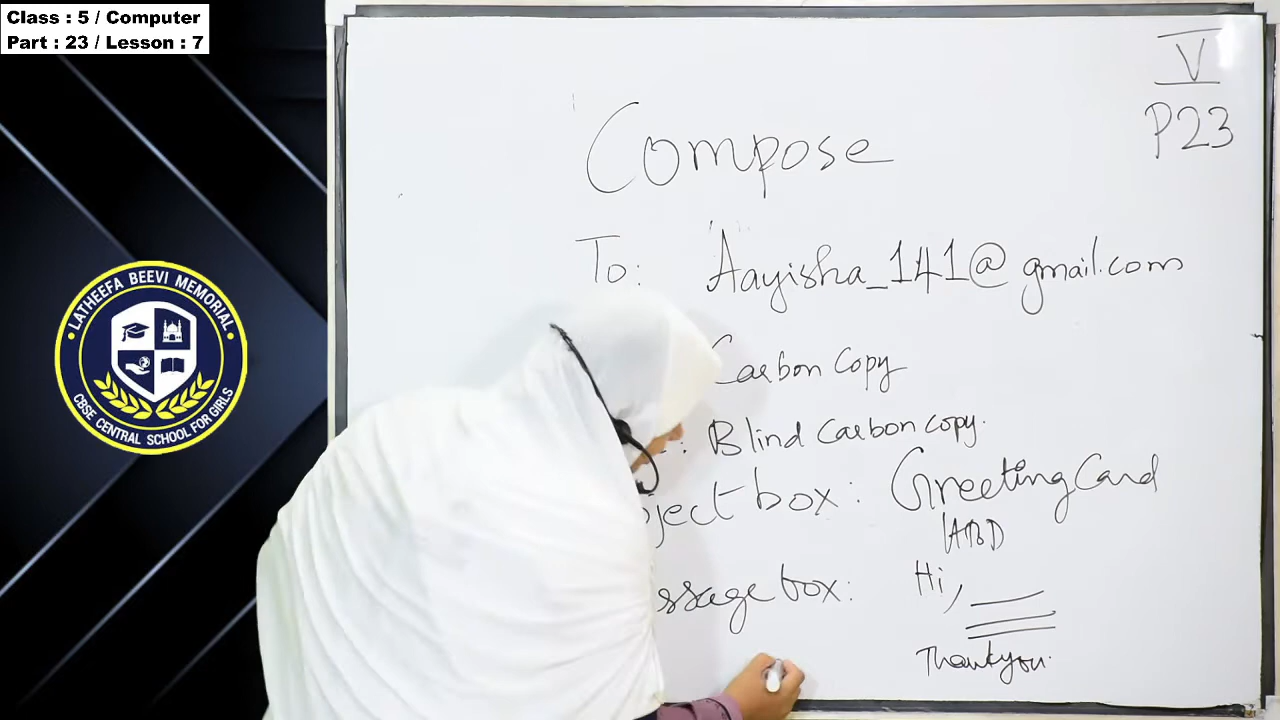 Class : 5 / Computer
Part : 23 / Lesson : 7
LATHEEFA BEEVI MEMORIAL
CBSE CENTRAL SCHOOL FOR GIRLS
V
P23
Compose
To: Aayisha_141@gmail.com
Carbon copy
Blind Carbon copy.
ject box : Greeting Card
ssage box: Hi,
Thankyou.